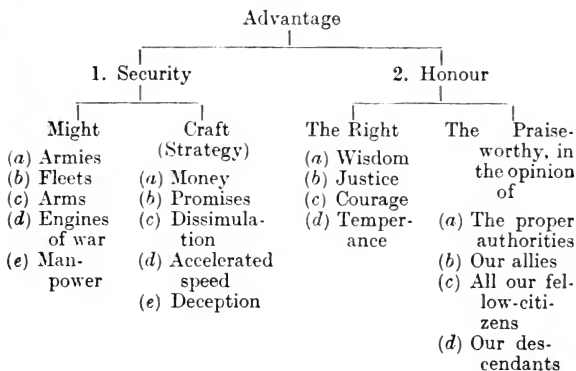 Advantage
1. Security
2. Honour
Might
(a) Armies
(b) Fleets
(c) Arms
(d) Engines
of war
(e) Man-
power
Craft
(Strategy)
(a) Money
(b) Promises
(c) Dissimula-
tion
(d) Accelerated
speed
(e) Deception
The Right
(a) Wisdom
(b) Justice
(c) Courage
(d) Temper-
ance
The Praise-
worthy, in
the opinion
of
(a) The proper
authorities
(b) Our allies
(c) All our fel-
low-citi-
zens
(d) Our des-
cendants